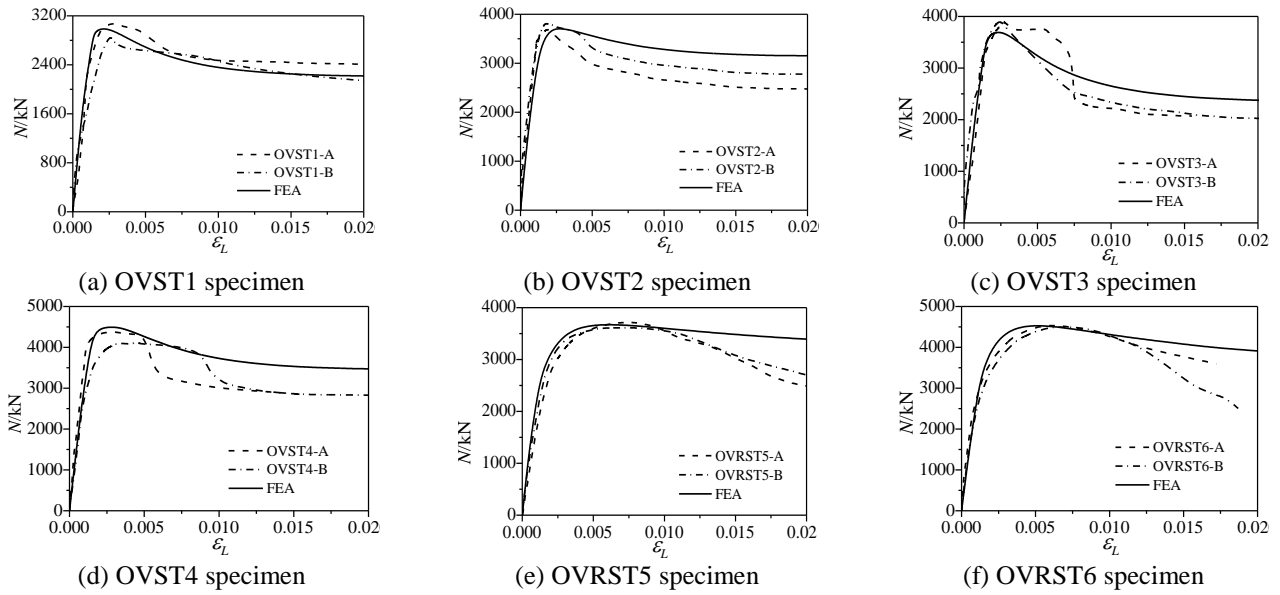 3200
2400
1600
800
0
N/kN
OVST1-A
OVST1-B
FEA
0.000 0.005 0.010 0.015 0.02
εL
(a) OVST1 specimen
4000
3000
2000
1000
0
N/kN
OVST2-A
OVST2-B
FEA
0.000 0.005 0.010 0.015 0.020
εL
(b) OVST2 specimen
4000
3000
2000
1000
0
N/kN
OVST3-A
OVST3-B
FEA
0.000 0.005 0.010 0.015 0.02
εL
(c) OVST3 specimen
5000
4000
3000
2000
1000
0
N/kN
OVST4-A
OVST4-B
FEA
0.000 0.005 0.010 0.015 0.02
εL
(d) OVST4 specimen
4000
3000
2000
1000
0
N/kN
OVRST5-A
OVRST5-B
FEA
0.000 0.005 0.010 0.015 0.020
εL
(e) OVRST5 specimen
5000
4000
3000
2000
1000
0
N/kN
OVRST6-A
OVRST6-B
FEA
0.000 0.005 0.010 0.015 0.020
εL
(f) OVRST6 specimen